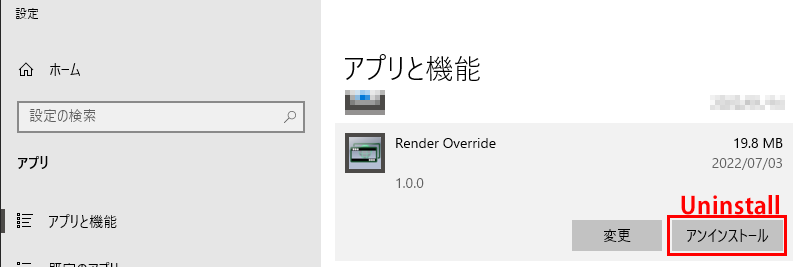 設定
ホーム
設定の検索
アプリ
アプリと機能
アプリと機能
Render Override
19.8 MB
2022/07/03
1.0.0
Uninstall
変更
アンインストール